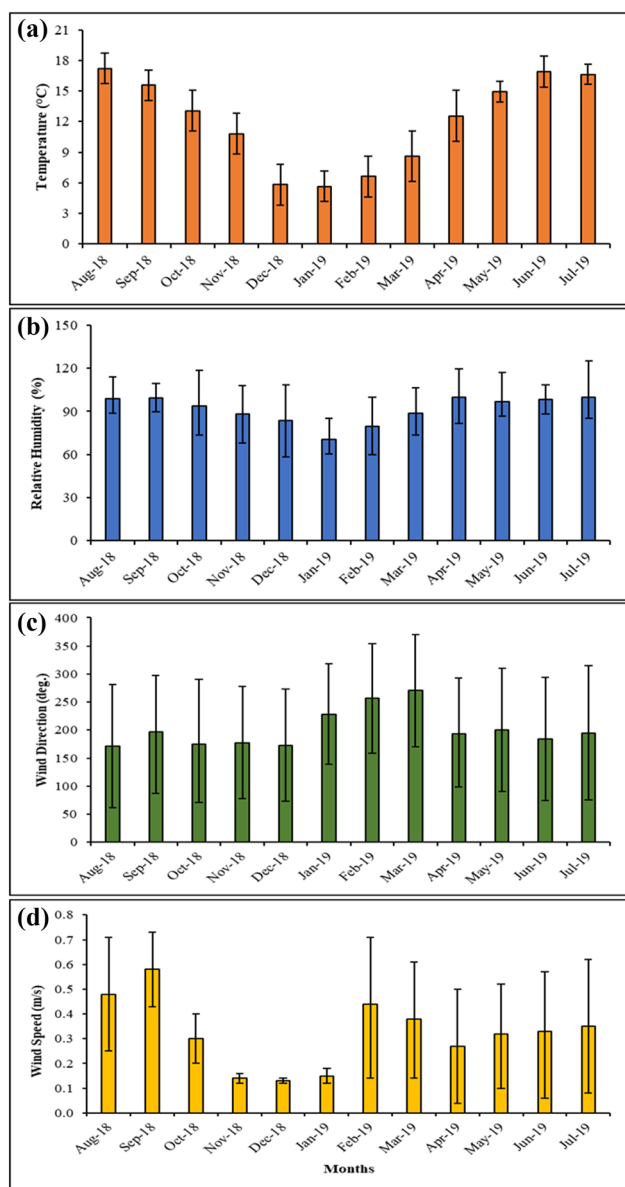 (a)
Temperature (°C)
21
18
15
12
9
6
3
0
Aug-18 Sep-18 Oct-18 Nov-18 Dec-18 Jan-19 Feb-19 Mar-19 Apr-19 May-19 Jun-19 Jul-19
(b)
Relative Humidity (%)
150
120
90
60
30
0
Aug-18 Sep-18 Oct-18 Nov-18 Dec-18 Jan-19 Feb-19 Mar-19 Apr-19 May-19 Jun-19 Jul-19
(c)
Wind Direction (deg.)
400
350
300
250
200
150
100
50
0
Aug-18 Sep-18 Oct-18 Nov-18 Dec-18 Jan-19 Feb-19 Mar-19 Apr-19 May-19 Jun-19 Jul-19
(d)
Wind Speed (m/s)
0.8
0.7
0.6
0.5
0.4
0.3
0.2
0.1
0.0
Aug-18 Sep-18 Oct-18 Nov-18 Dec-18 Jan-19 Feb-19 Mar-19 Apr-19 May-19 Jun-19 Jul-19
Months